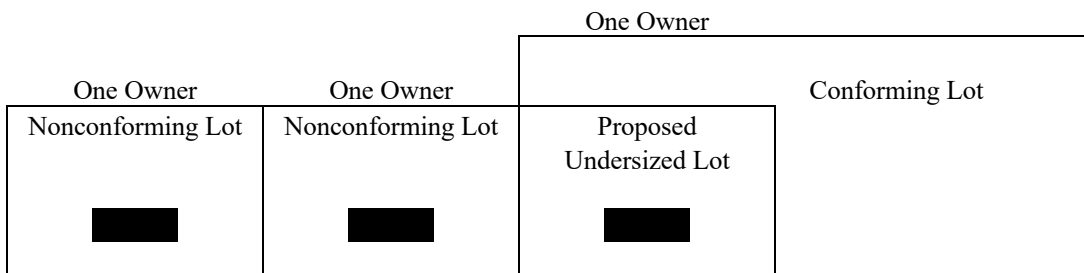 One Owner
One Owner
One Owner
Conforming Lot
Nonconforming Lot
Nonconforming Lot
Proposed
Undersized Lot